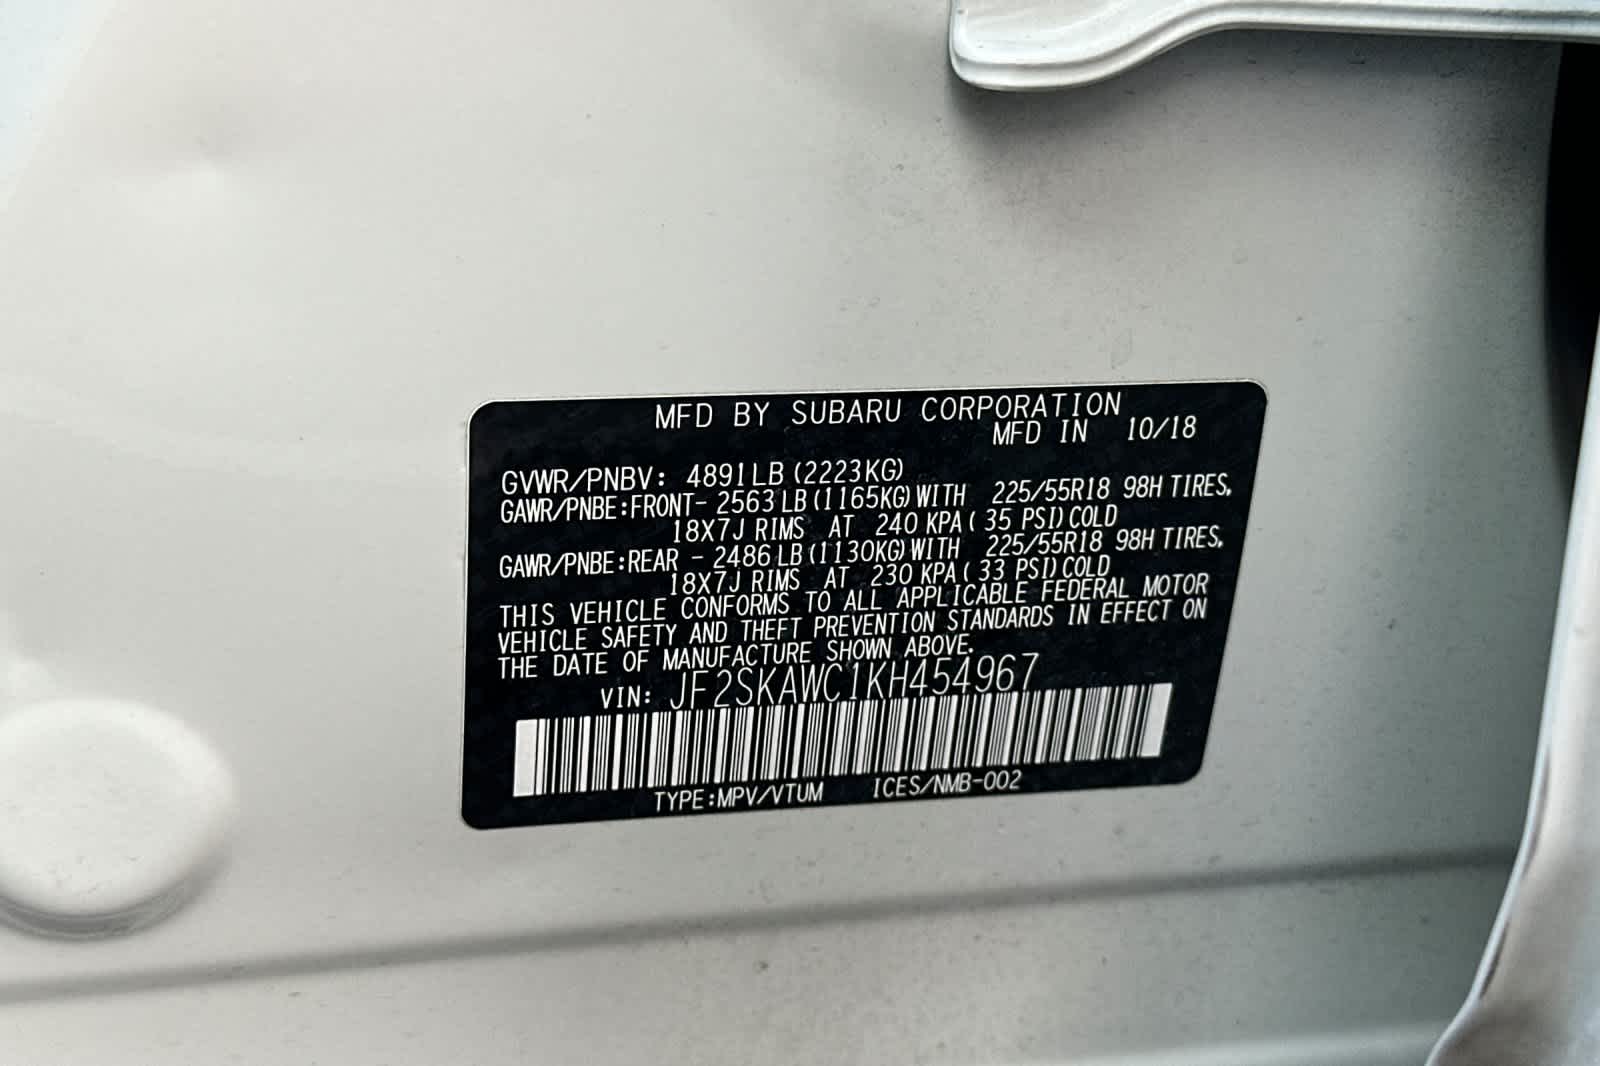 MFD BY SUBARU CORPORATION
MFD IN 10/18
GVWR/PNBV: 4891LB (2223KG)
GAWR/PNBE:FRONT- 2563 LB (1165KG) WITH 225/55R18 98H TIRES,
18X7J RIMS AT 240 KPA ( 35 PSI) COLD
GAWR/PNBE:REAR - 2486 LB (1130KG) WITH 225/55R18 98H TIRES,
18X7J RIMS AT 230 KPA ( 33 PSI) COLD
THIS VEHICLE CONFORMS TO ALL APPLICABLE FEDERAL MOTOR
VEHICLE SAFETY AND THEFT PREVENTION STANDARDS IN EFFECT ON
THE DATE OF MANUFACTURE SHOWN ABOVE.
VIN: JF2SKAWC1KH454967
TYPE:MPV/VTUM ICES/NMB-002